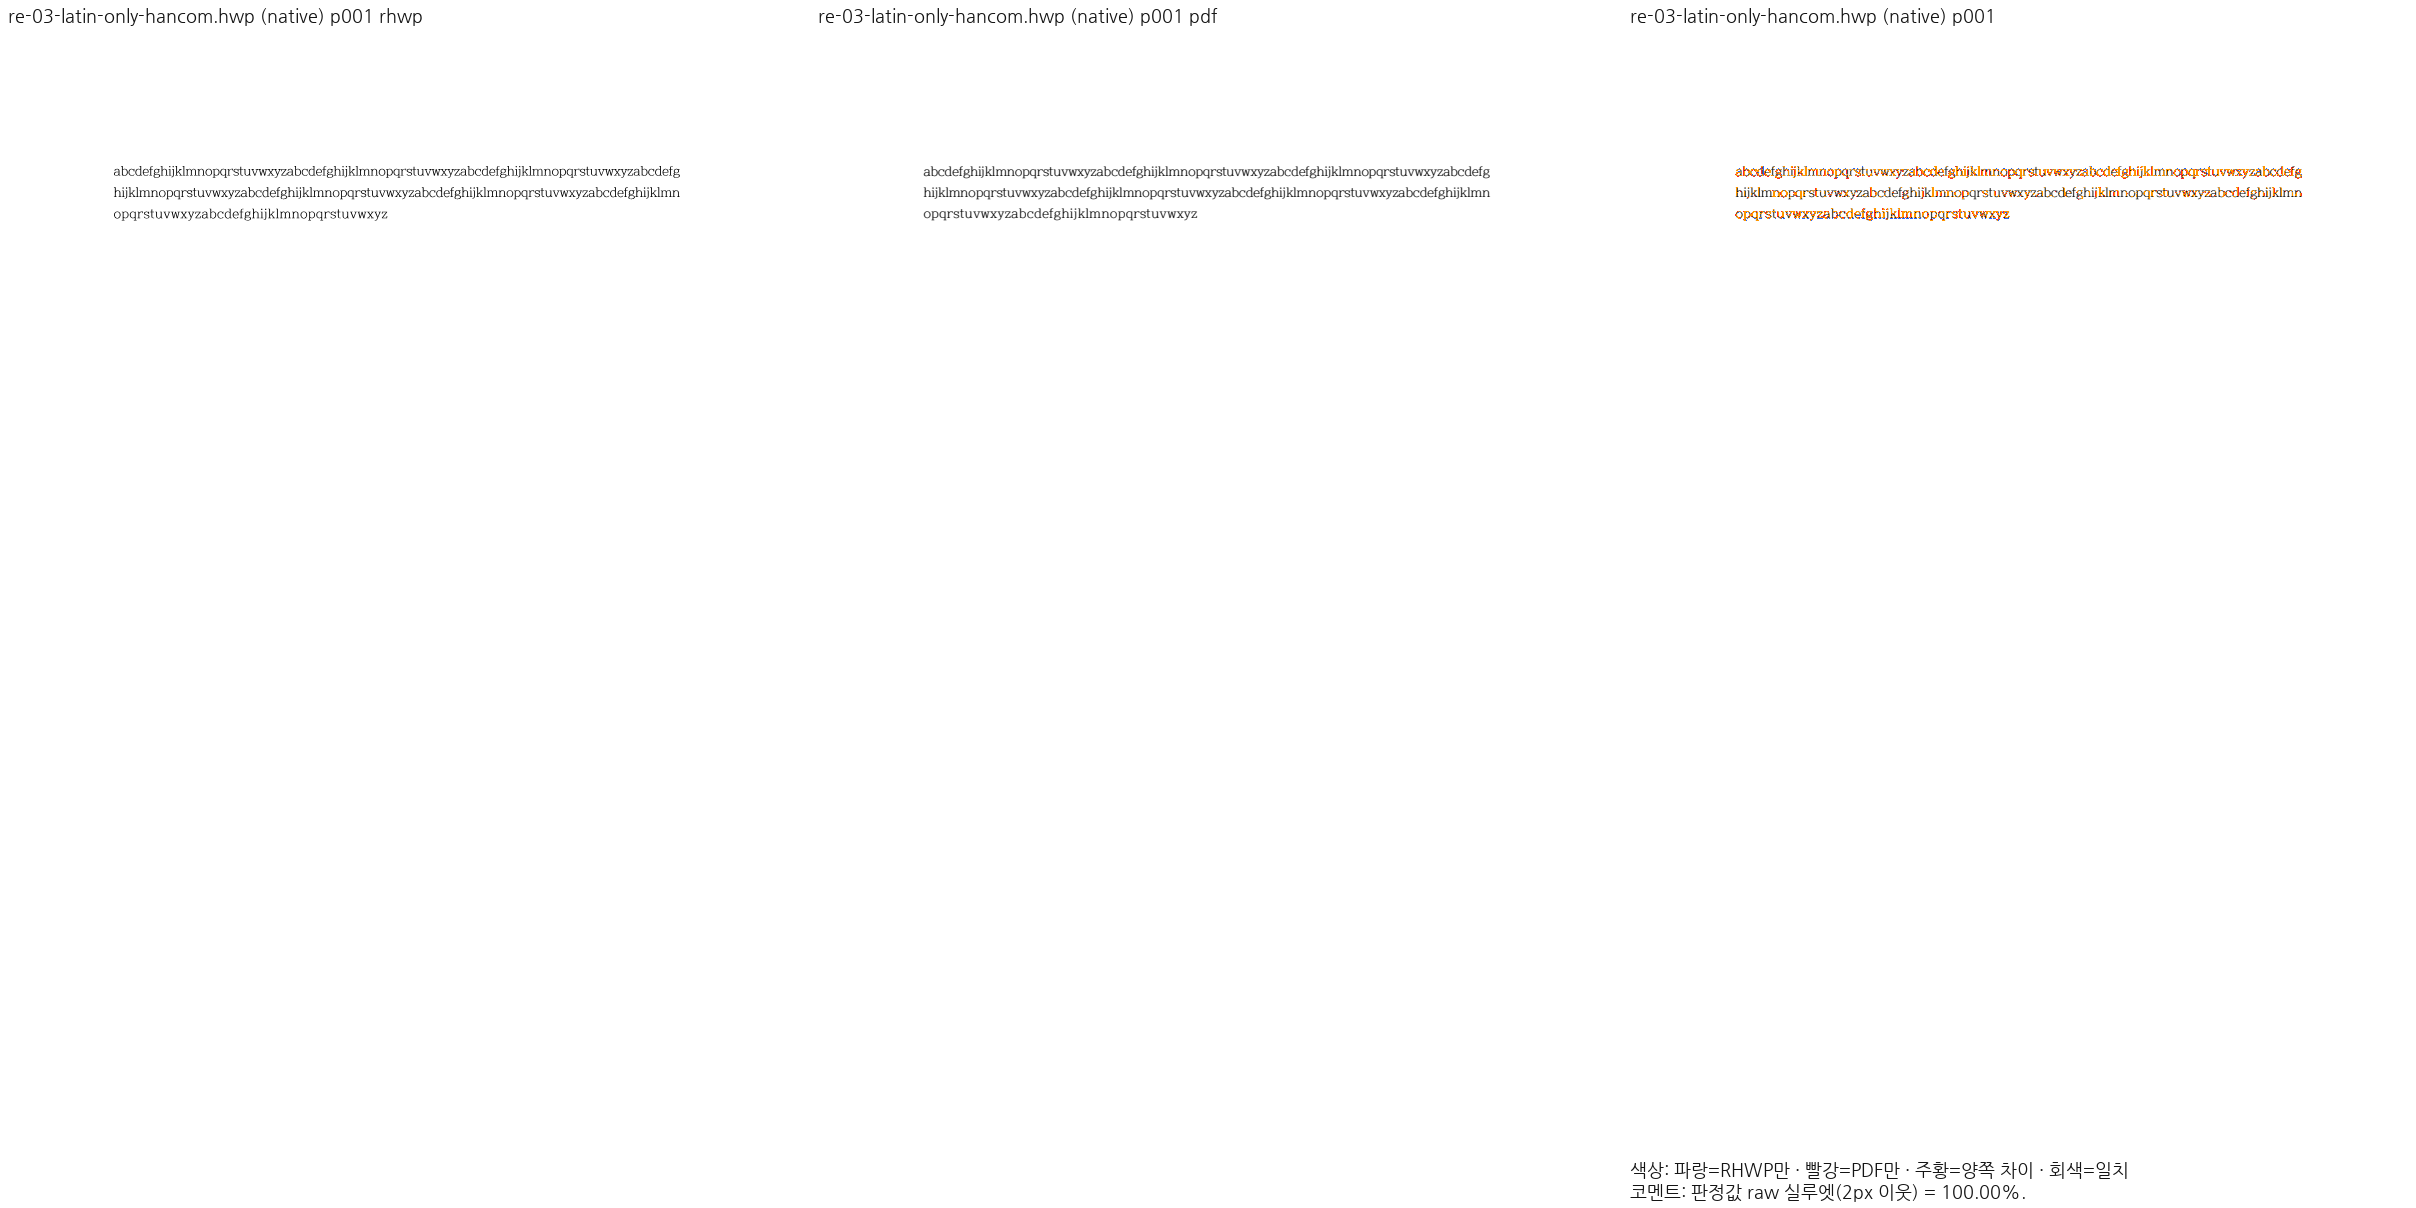 re-03-latin-only-hancom.hwp (native) p001 rhwp
abcdefghijklmnopqrstuvwxyzabcdefghijklmnopqrstuvwxyzabcdefghijklmnopqrstuvwxyzabcdefg
hijklmnopqrstuvwxyzabcdefghijklmnopqrstuvwxyzabcdefghijklmnopqrstuvwxyzabcdefghijklmn
opqrstuvwxyzabcdefghijklmnopqrstuvwxyz
re-03-latin-only-hancom.hwp (native) p001 pdf
abcdefghijklmnopqrstuvwxyzabcdefghijklmnopqrstuvwxyzabcdefghijklmnopqrstuvwxyzabcdefg
hijklmnopqrstuvwxyzabcdefghijklmnopqrstuvwxyzabcdefghijklmnopqrstuvwxyzabcdefghijklmn
opqrstuvwxyzabcdefghijklmnopqrstuvwxyz
re-03-latin-only-hancom.hwp (native) p001
abcdefghijklmnopqrstuvwxyzabcdefghijklmnopqrstuvwxyzabcdefghijklmnopqrstuvwxyzabcdefg
hijklmnopqrstuvwxyzabcdefghijklmnopqrstuvwxyzabcdefghijklmnopqrstuvwxyzabcdefghijklmn
opqrstuvwxyzabcdefghijklmnopqrstuvwxyz
색상: 파랑=RHWP만 · 빨강=PDF만 · 주황=양쪽 차이 · 회색=일치
코멘트: 판정값 raw 실루엣(2px 이웃) = 100.00%.